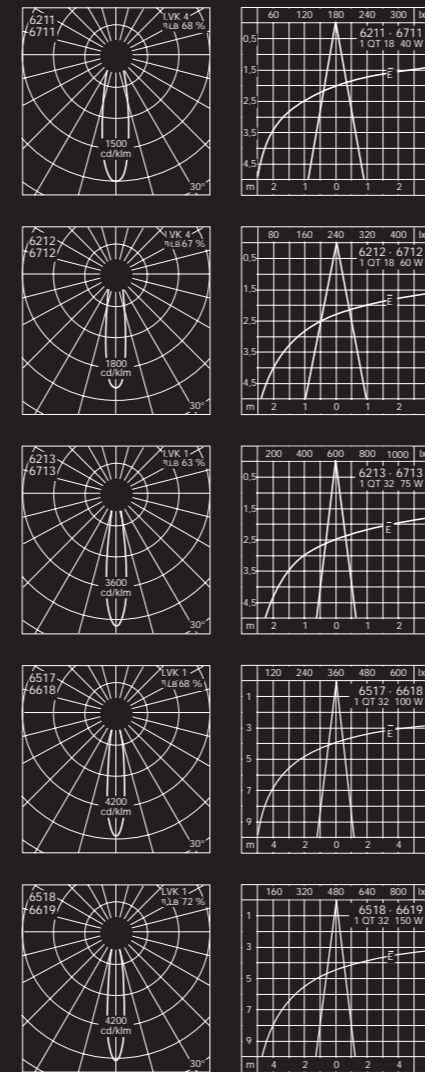 6211
6711
LVK 4
ηLB 68 %
1500
cd/klm
30°
60 120 180 240 300 lx
6211 · 6711
1 QT 18 40 W
0,5
1,5
2,5
3,5
4,5
E
m 2 1 0 1 2
6212
6712
LVK 4
ηLB 67 %
1800
cd/klm
30°
80 160 240 320 400 lx
6212 · 6712
1 QT 18 60 W
0,5
1,5
2,5
3,5
4,5
E
m 2 1 0 1 2
6213
6713
LVK 1
ηLB 63 %
3600
cd/klm
30°
200 400 600 800 1000 lx
6213 · 6713
1 QT 32 75 W
0,5
1,5
2,5
3,5
4,5
E
m 2 1 0 1 2
6517
6618
LVK 1
ηLB 68 %
4200
cd/klm
30°
120 240 360 480 600 lx
6517 · 6618
1 QT 32 100 W
1
3
5
7
9
E
m 4 2 0 2 4
6518
6619
LVK 1
ηLB 72 %
4200
cd/klm
30°
160 320 480 640 800 lx
6518 · 6619
1 QT 32 150 W
1
3
5
7
9
E
m 4 2 0 2 4